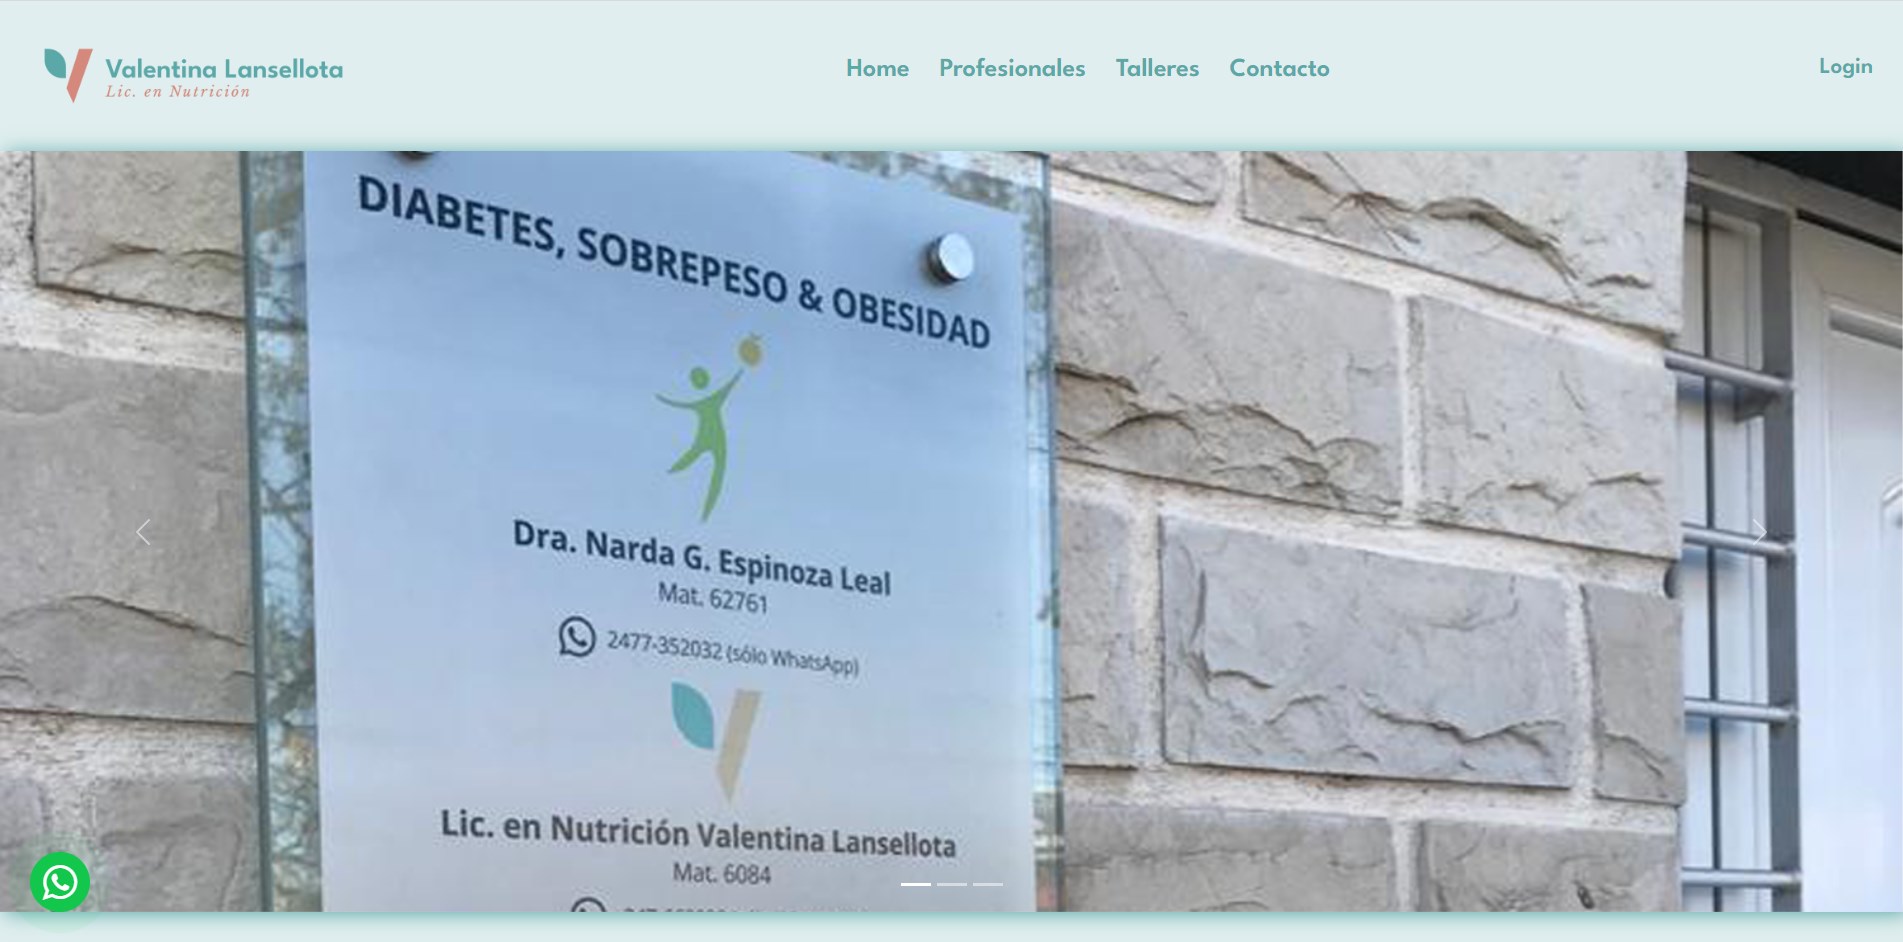 Valentina Lansellota
Lic. en Nutrición
Home Profesionales Talleres Contacto
Login
DIABETES, SOBREPESO & OBESIDAD
Dra. Narda G. Espinoza Leal
Mat. 62761
2477-352032 (sólo WhatsApp)
Lic. en Nutrición Valentina Lansellota
Mat. 6084